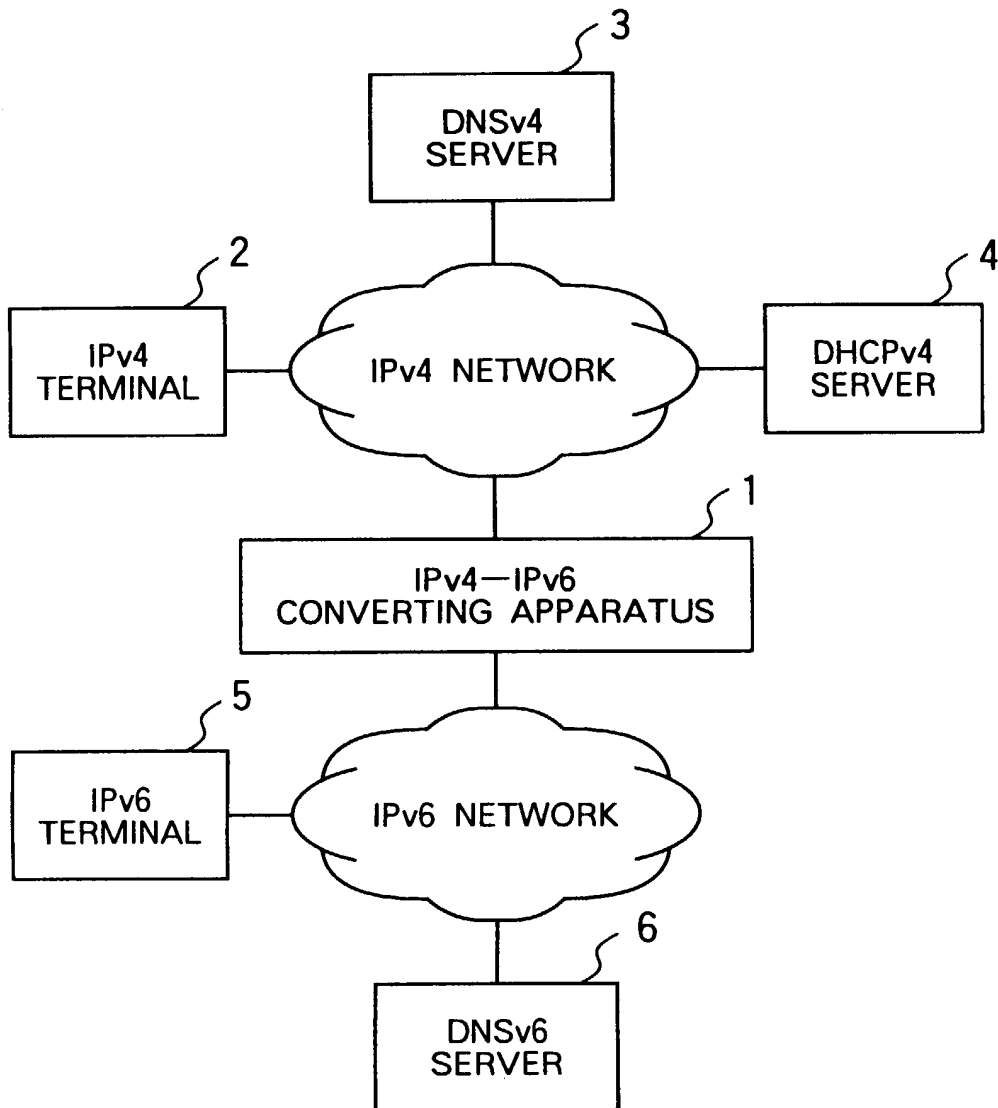 3
DNSv4
SERVER
2
4
IPv4
TERMINAL
IPv4 NETWORK
DHCPv4
SERVER
1
IPv4—IPv6
CONVERTING APPARATUS
5
IPv6
TERMINAL
IPv6 NETWORK
6
DNSv6
SERVER